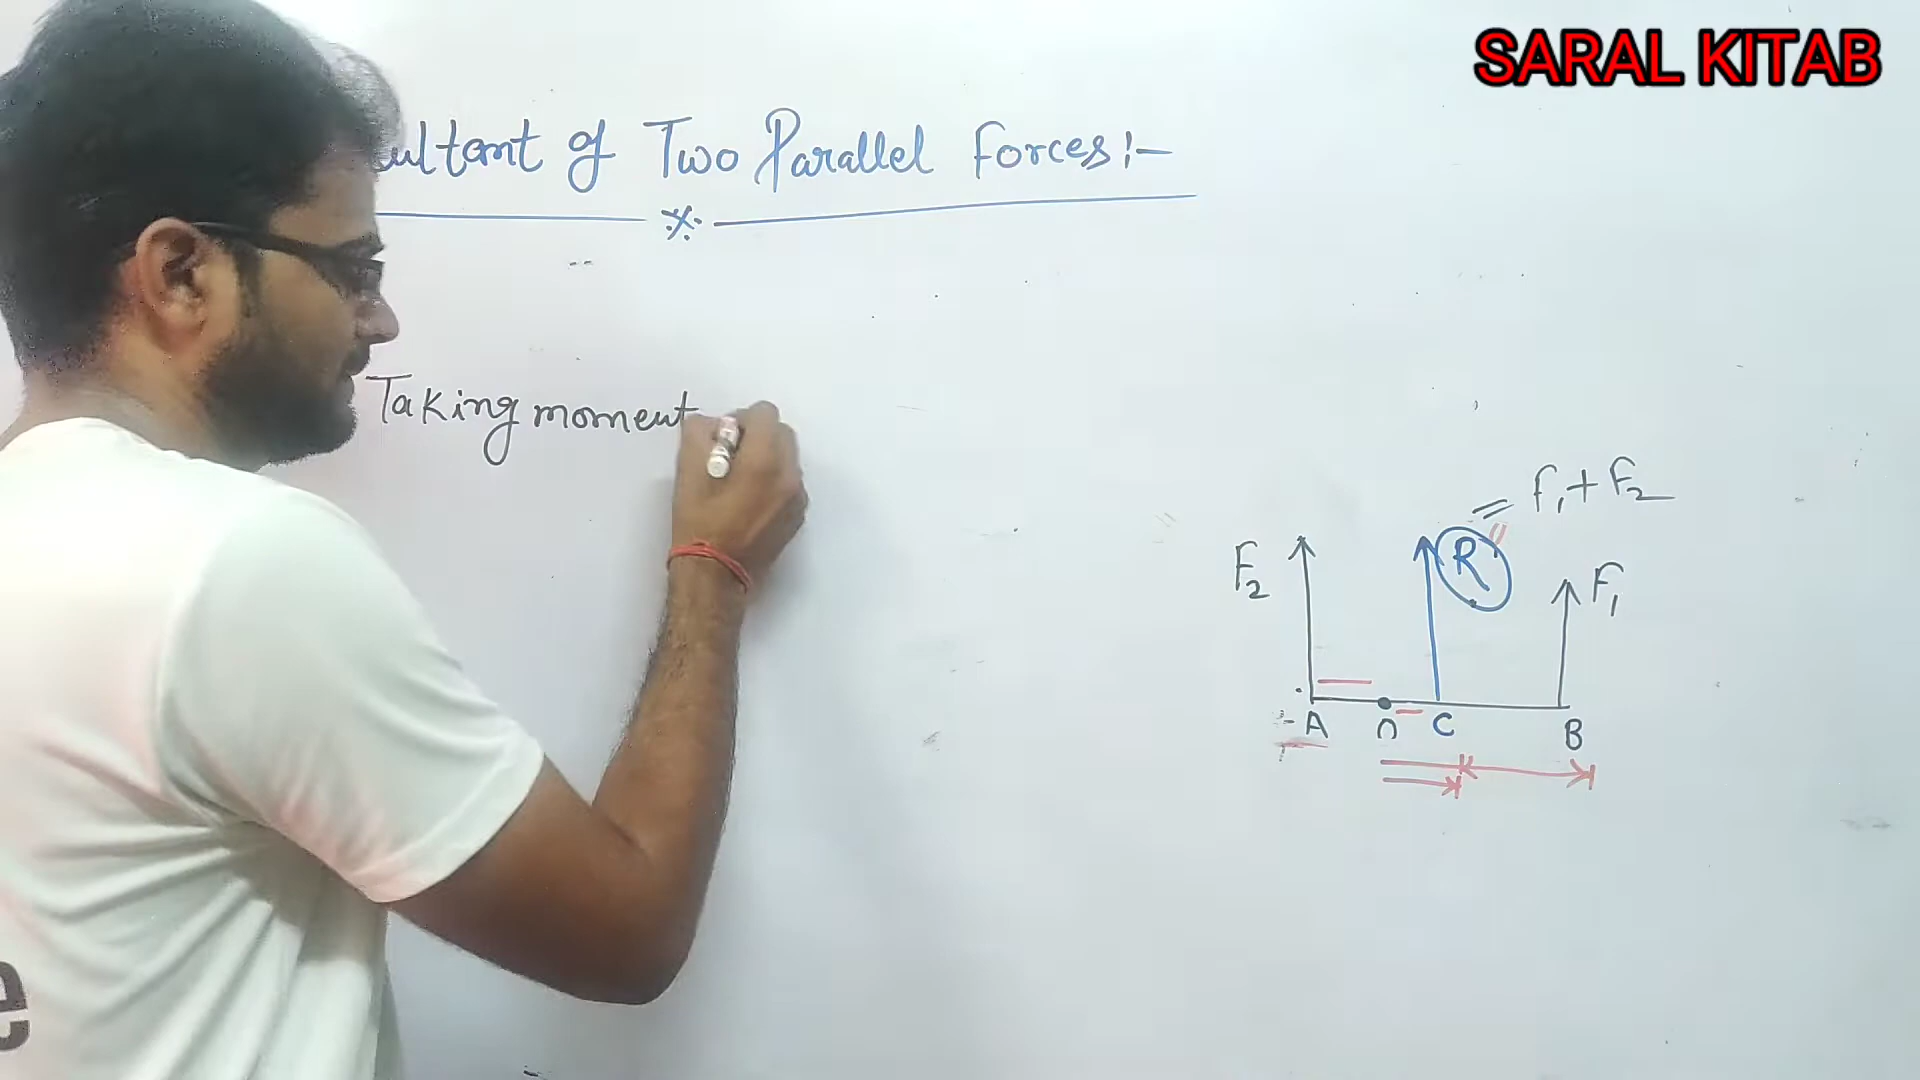 SARAL KITAB
ultant of Two Parallel Forces:-
Taking moment
= F₁ + F₂
F₂
R
F₁
A O C B
e